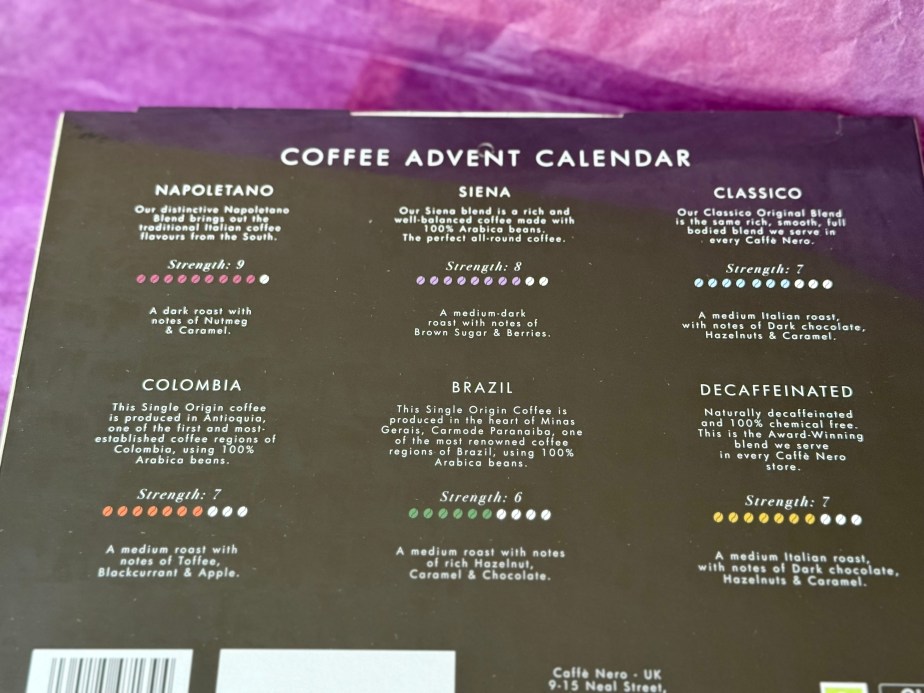 COFFEE ADVENT CALENDAR
NAPOLETANO
Our distinctive Napoletano
Blend brings out the
traditional Italian coffee
flavours from the South.
Strength: 9
A dark roast with
notes of Nutmeg
& Caramel.
SIENA
Our Siena blend is a rich and
well-balanced coffee made with
100% Arabica beans.
The perfect all-round coffee.
Strength: 8
A medium-dark
roast with notes of
Brown Sugar & Berries.
CLASSICO
Our Classico Original Blend
is the same rich, smooth, full
bodied blend we serve in
every Caffè Nero.
Strength: 7
A medium Italian roast,
with notes of Dark chocolate,
Hazelnuts & Caramel.
COLOMBIA
This Single Origin coffee
is produced in Antioquia,
one of the first and most-
established coffee regions of
Colombia, using 100%
Arabica beans.
Strength: 7
A medium roast with
notes of Toffee,
Blackcurrant & Apple.
BRAZIL
This Single Origin Coffee is
produced in the heart of Minas
Gerais, Carmode Paranaiba, one
of the most renowned coffee
regions of Brazil, using 100%
Arabica beans.
Strength: 6
A medium roast with notes
of rich Hazelnut,
Caramel & Chocolate.
DECAFFEINATED
Naturally decaffeinated
and 100% chemical free.
This is the Award-Winning
blend we serve
in every Caffè Nero
store.
Strength: 7
A medium Italian roast,
with notes of Dark chocolate,
Hazelnuts & Caramel.
Caffè Nero - UK
9-15 Neal Street,